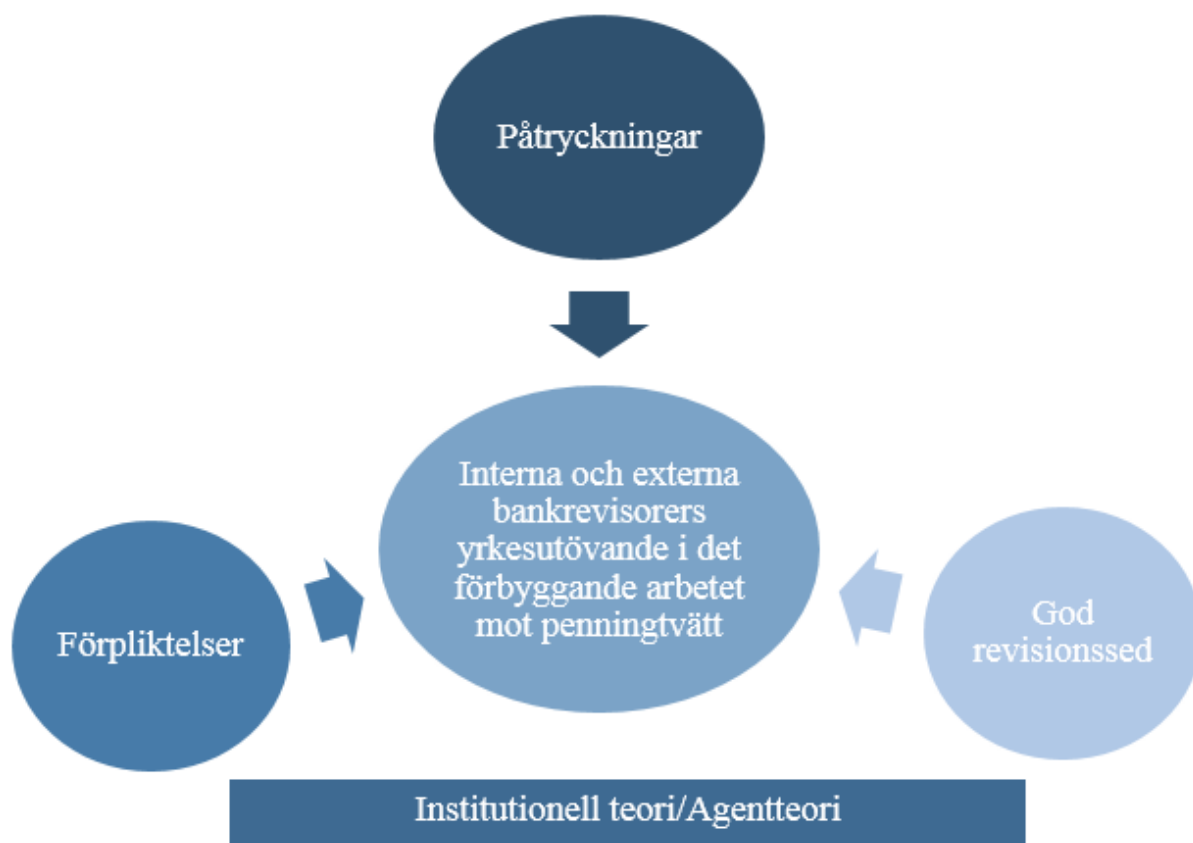 Påtryckningar
Interna och externa
bankrevisorers
yrkesutövande i det
förbyggande arbetet
mot penningtvätt
Förpliktelser
God
revisionssed
Institutionell teori/Agentteori